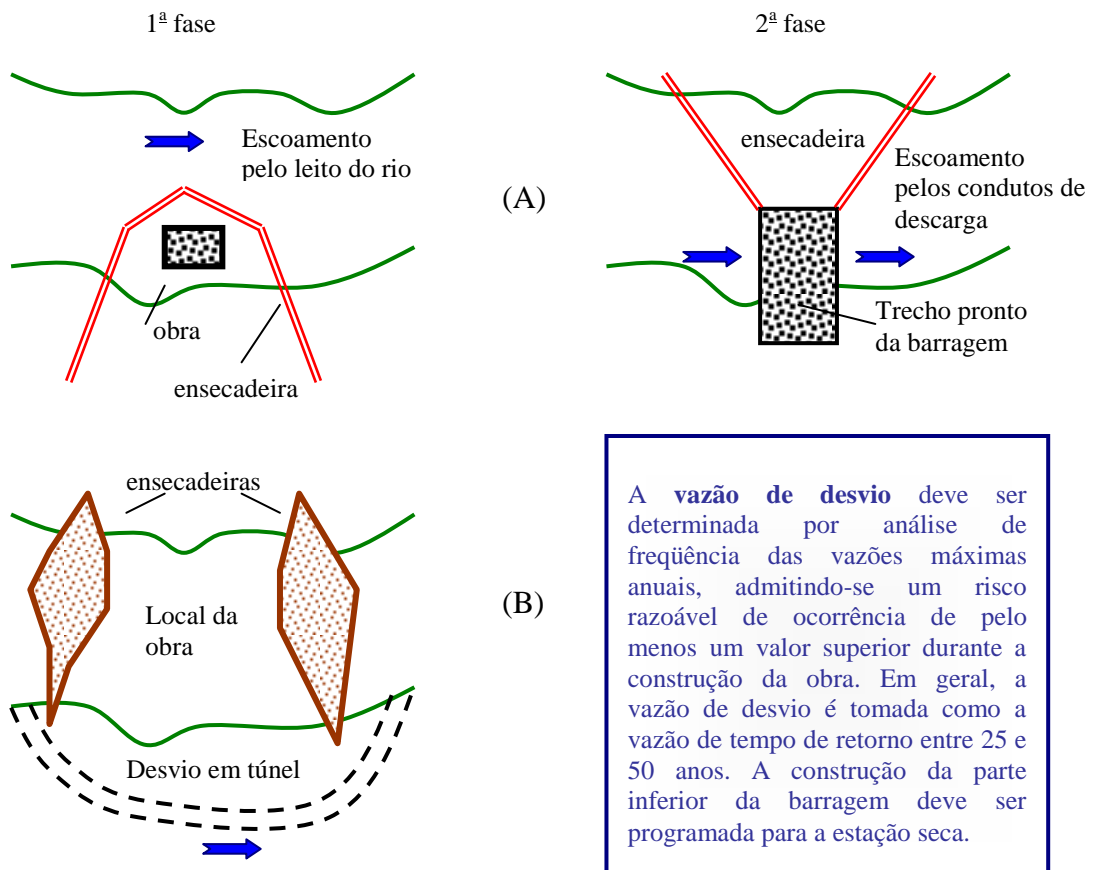 1ª fase
2ª fase
Escoamento
pelo leito do rio
obra
ensecadeira
(A)
ensecadeira
Escoamento
pelos condutos de
descarga
Trecho pronto
da barragem
ensecadeiras
Local da
obra
Desvio em túnel
(B)
A vazão de desvio deve ser
determinada por análise de
freqüência das vazões máximas
anuais, admitindo-se um risco
razoável de ocorrência de pelo
menos um valor superior durante a
construção da obra. Em geral, a
vazão de desvio é tomada como a
vazão de tempo de retorno entre 25 e
50 anos. A construção da parte
inferior da barragem deve ser
programada para a estação seca.